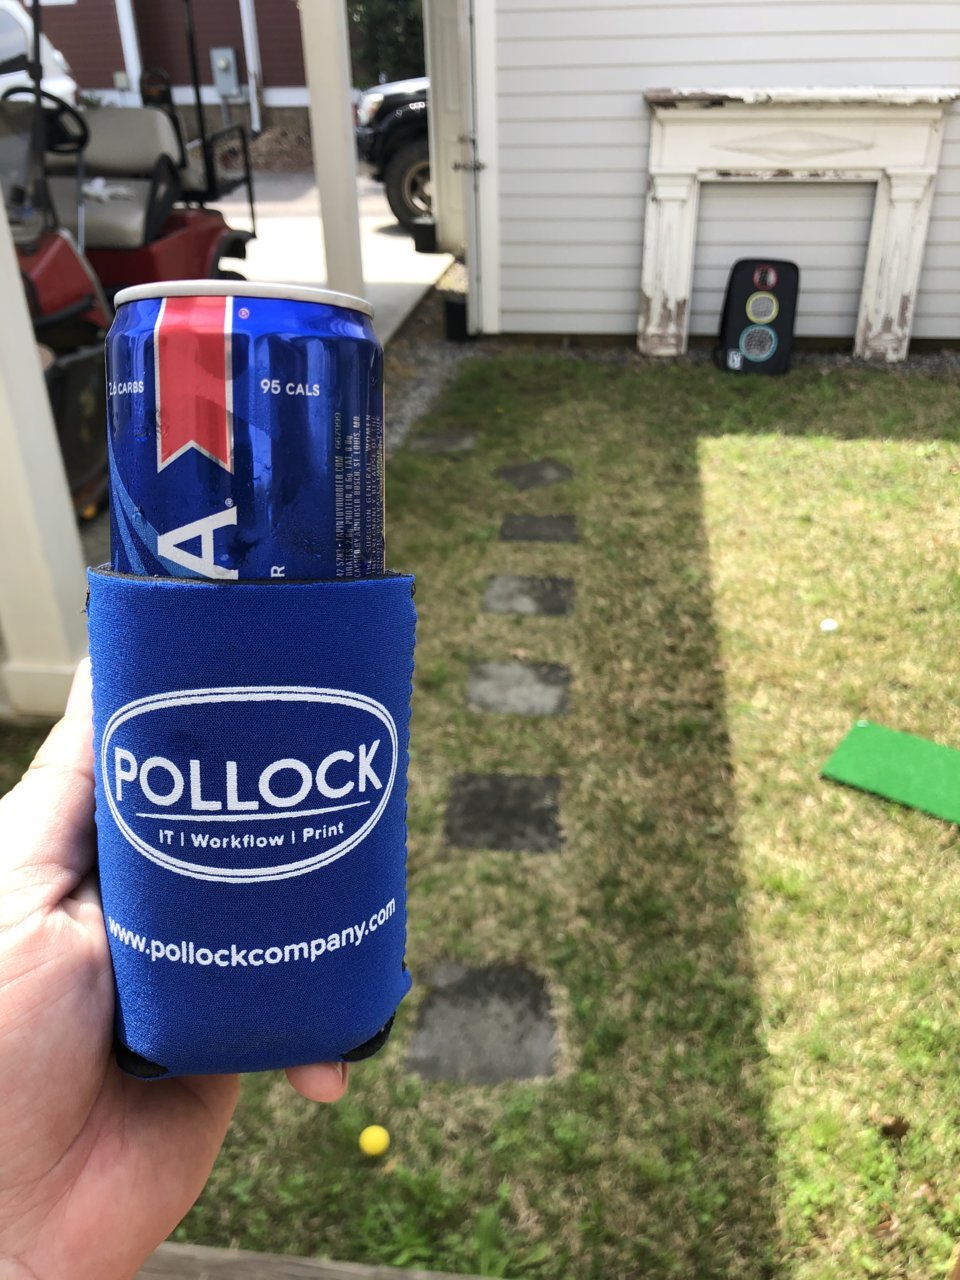 2.6 CARBS
95 CALS
®
A®
R
POLLOCK
IT | Workflow | Print
www.pollockcompany.com